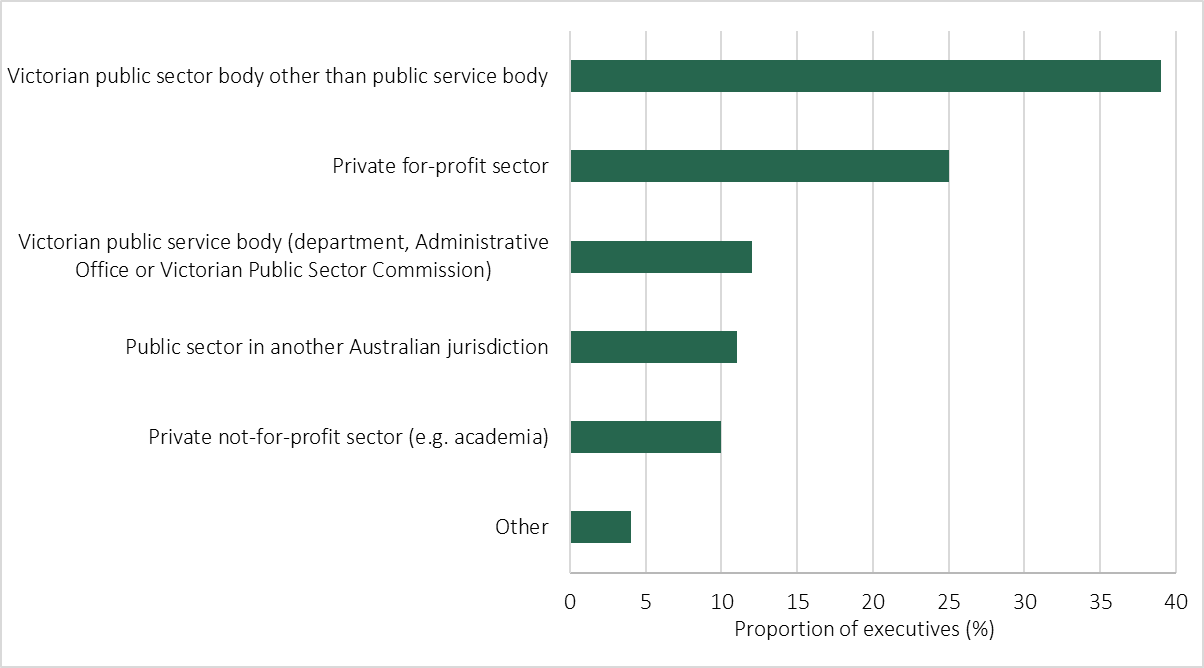 Victorian public sector body other than public service body
Private for-profit sector
Victorian public service body (department, Administrative
Office or Victorian Public Sector Commission)
Public sector in another Australian jurisdiction
Private not-for-profit sector (e.g. academia)
Other
0 5 10 15 20 25 30 35 40
Proportion of executives (%)